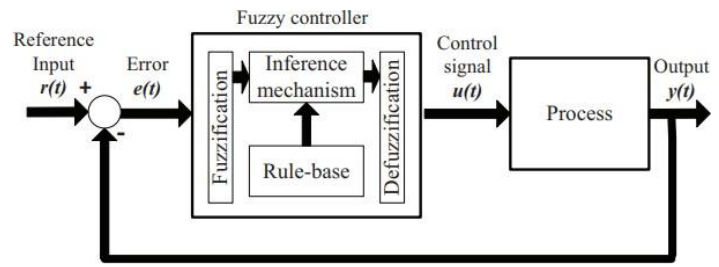 Fuzzy controller
Reference
Input
r(t)
+
-
Error
e(t)
Fuzzification
Inference
mechanism
Rule-base
Defuzzification
Control
signal
u(t)
Process
Output
y(t)